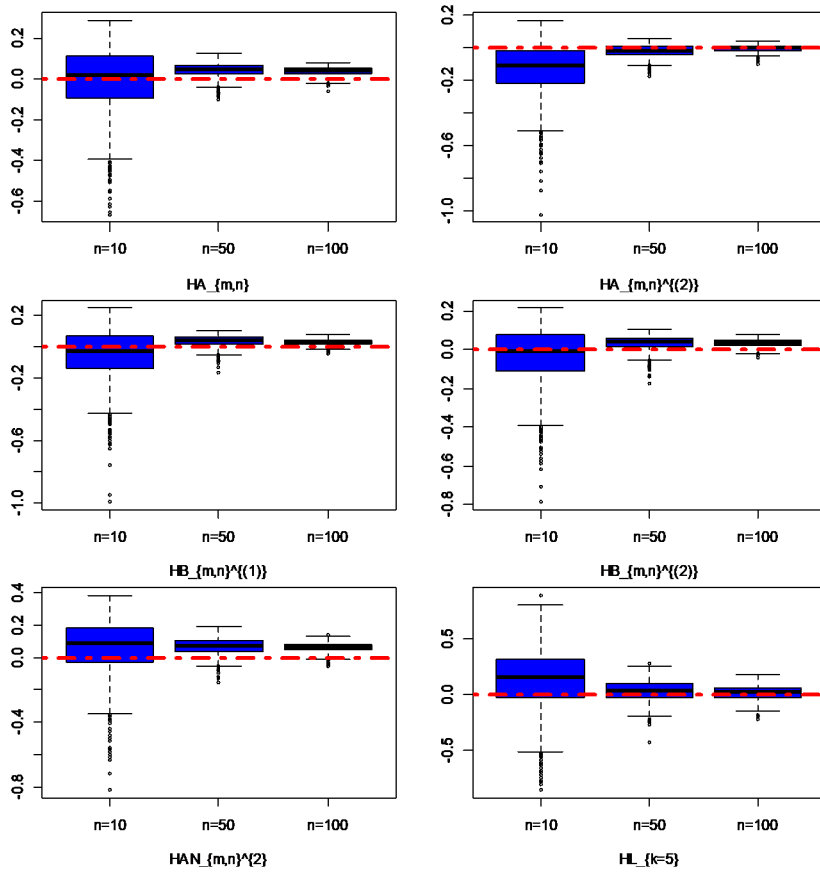 0.2
0.0
-0.2
-0.4
-0.6
n=10 n=50 n=100
HA_{m,n}
0.2
-0.2
-1.0
-0.6
n=10 n=50 n=100
HA_{m,n}^{(2)}
0.2
-0.2
-0.6
-1.0
n=10 n=50 n=100
HB_{m,n}^{(1)}
0.2
0.0
-0.2
-0.4
-0.6
-0.8
n=10 n=50 n=100
HB_{m,n}^{(2)}
0.4
0.2
0.0
-0.4
-0.8
n=10 n=50 n=100
HAN_{m,n}^{2}
0.5
0.0
-0.5
n=10 n=50 n=100
HL_{k=5}